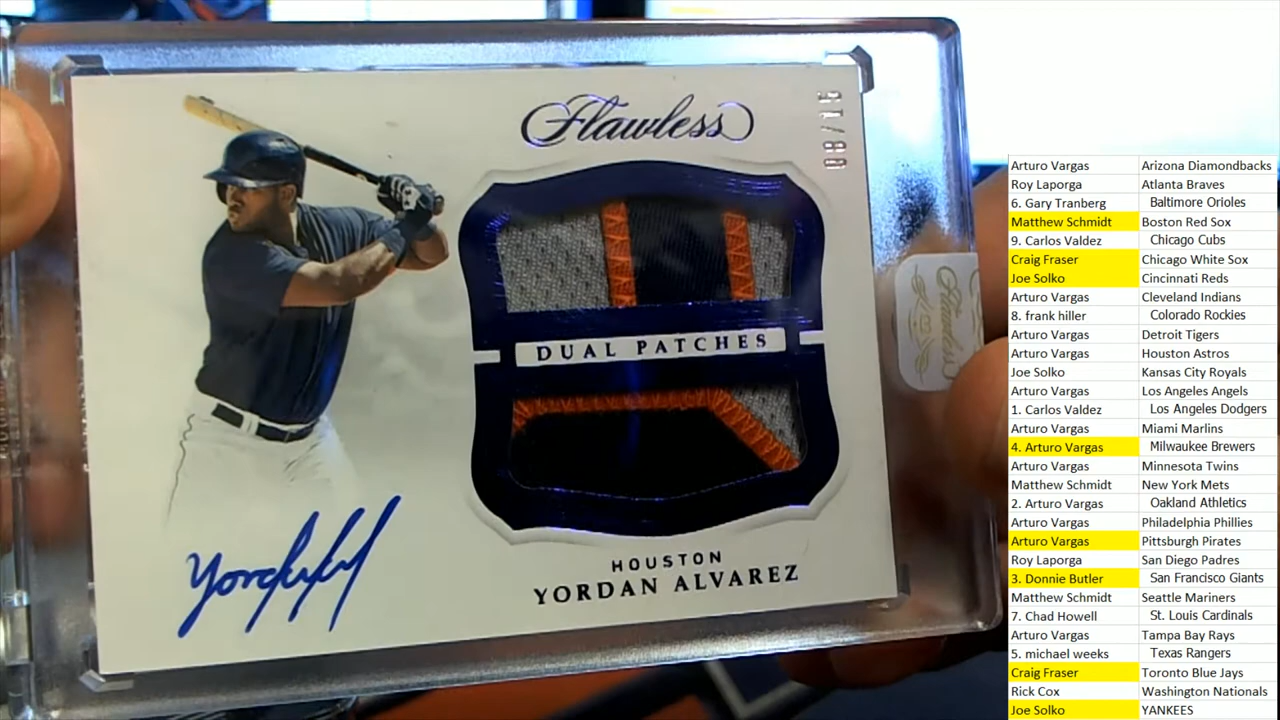 Flawless
08/15
DUAL PATCHES
HOUSTON
YORDAN ALVAREZ
Flawless
Arturo Vargas Arizona Diamondbacks
Roy Laporga Atlanta Braves
6. Gary Tranberg Baltimore Orioles
Matthew Schmidt Boston Red Sox
9. Carlos Valdez Chicago Cubs
Craig Fraser Chicago White Sox
Joe Solko Cincinnati Reds
Arturo Vargas Cleveland Indians
8. frank hiller Colorado Rockies
Arturo Vargas Detroit Tigers
Arturo Vargas Houston Astros
Joe Solko Kansas City Royals
Arturo Vargas Los Angeles Angels
1. Carlos Valdez Los Angeles Dodgers
Arturo Vargas Miami Marlins
4. Arturo Vargas Milwaukee Brewers
Arturo Vargas Minnesota Twins
Matthew Schmidt New York Mets
2. Arturo Vargas Oakland Athletics
Arturo Vargas Philadelphia Phillies
Arturo Vargas Pittsburgh Pirates
Roy Laporga San Diego Padres
3. Donnie Butler San Francisco Giants
Matthew Schmidt Seattle Mariners
7. Chad Howell St. Louis Cardinals
Arturo Vargas Tampa Bay Rays
5. michael weeks Texas Rangers
Craig Fraser Toronto Blue Jays
Rick Cox Washington Nationals
Joe Solko YANKEES